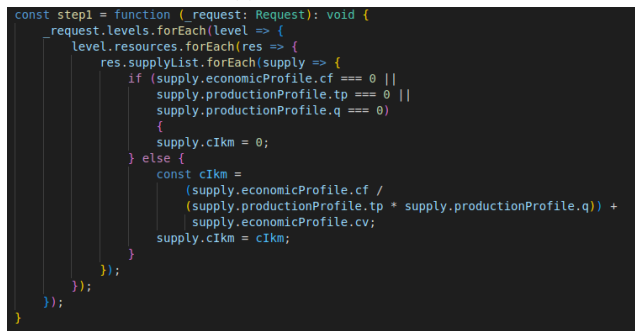 const step1 = function (_request: Request): void {
    _request.levels.forEach(level => {
        level.resources.forEach(res => {
            res.supplyList.forEach(supply => {
                if (supply.economicProfile.cf === 0 ||
                    supply.productionProfile.tp === 0 ||
                    supply.productionProfile.q === 0)
                    {
                    supply.cIkm = 0;
                } else {
                    const cIkm =
                        (supply.economicProfile.cf /
                        (supply.productionProfile.tp * supply.productionProfile.q)) +
                         supply.economicProfile.cv;
                    supply.cIkm = cIkm;
                }
            });
        });
    });
}